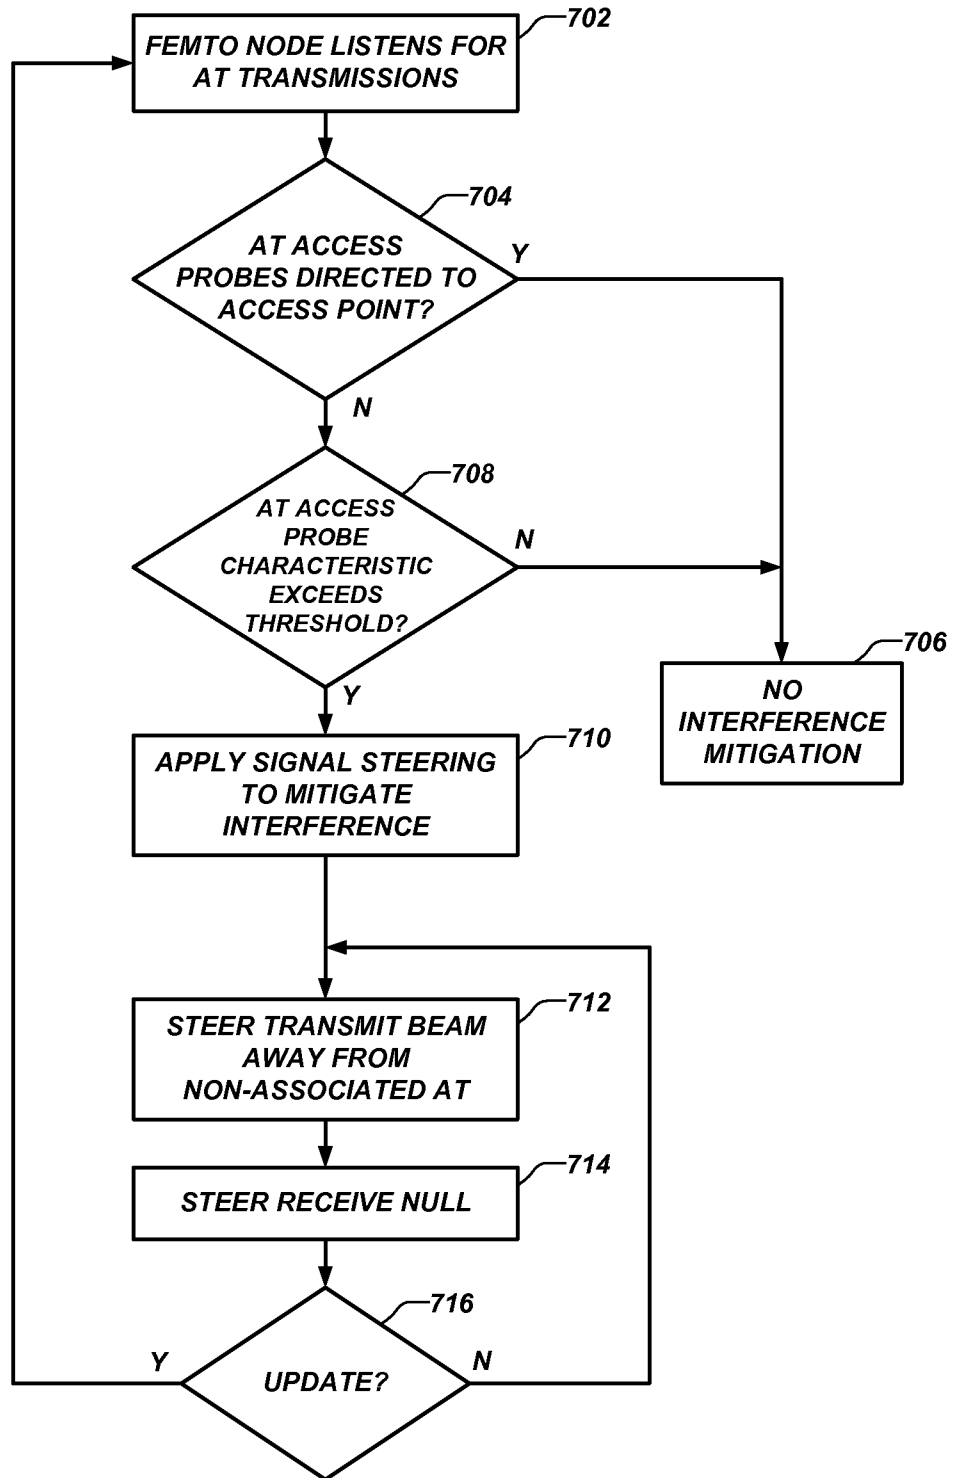 702
FEMTO NODE LISTENS FOR
AT TRANSMISSIONS
704
AT ACCESS
PROBES DIRECTED TO
ACCESS POINT?
Y
N
708
AT ACCESS
PROBE
CHARACTERISTIC
EXCEEDS
THRESHOLD?
N
Y
706
NO
INTERFERENCE
MITIGATION
710
APPLY SIGNAL STEERING
TO MITIGATE
INTERFERENCE
712
STEER TRANSMIT BEAM
AWAY FROM
NON-ASSOCIATED AT
714
STEER RECEIVE NULL
716
Y
UPDATE?
N